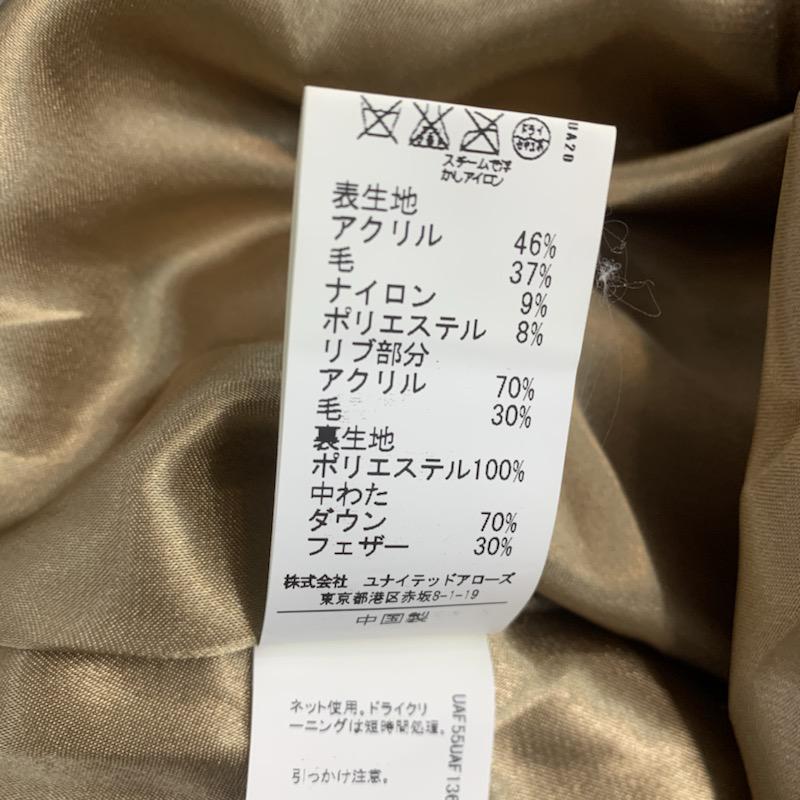 ドライ
セキユ系
UA20
スチームで浮
かしアイロン
表生地
アクリル 46%
毛 37%
ナイロン 9%
ポリエステル 8%
リブ部分
アクリル 70%
毛 30%
裏生地
ポリエステル100%
中わた
ダウン 70%
フェザー 30%
株式会社 ユナイテッドアローズ
東京都港区赤坂8-1-19
中国製
ネット使用。ドライクリ
ーニングは短時間処理。
引っかけ注意。
UAF55UAF136